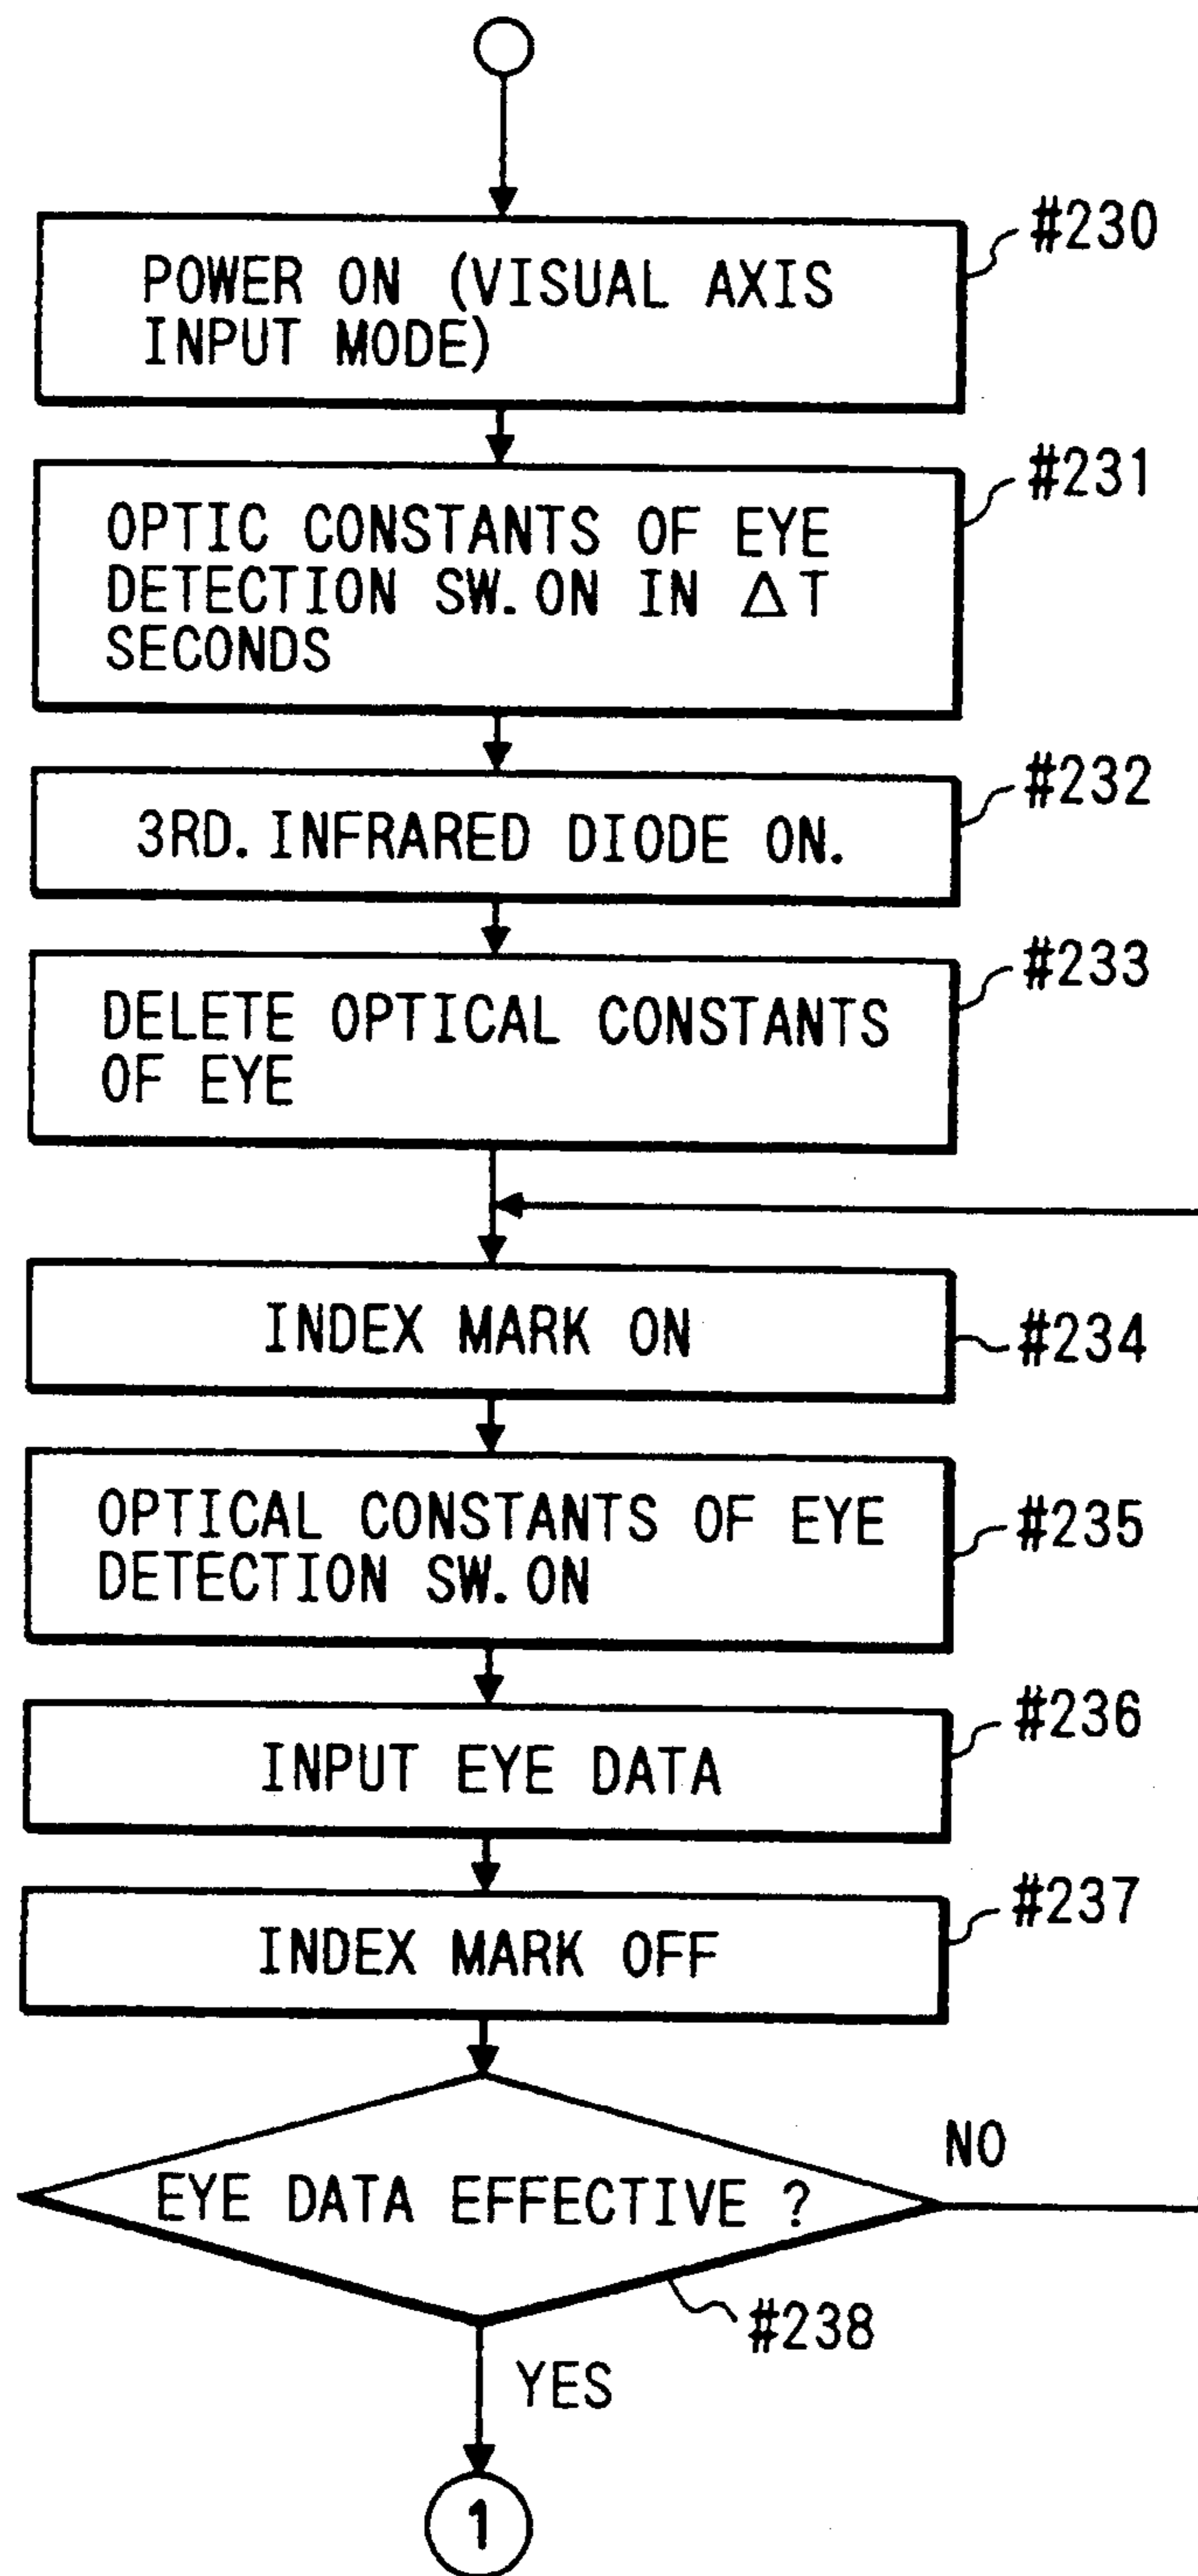 #230
POWER ON (VISUAL AXIS
INPUT MODE)
#231
OPTIC CONSTANTS OF EYE
DETECTION SW. ON IN △T
SECONDS
#232
3RD. INFRARED DIODE ON.
#233
DELETE OPTICAL CONSTANTS
OF EYE
INDEX MARK ON
#234
OPTICAL CONSTANTS OF EYE
DETECTION SW. ON
#235
#236
INPUT EYE DATA
#237
INDEX MARK OFF
NO
EYE DATA EFFECTIVE ?
#238
YES
1